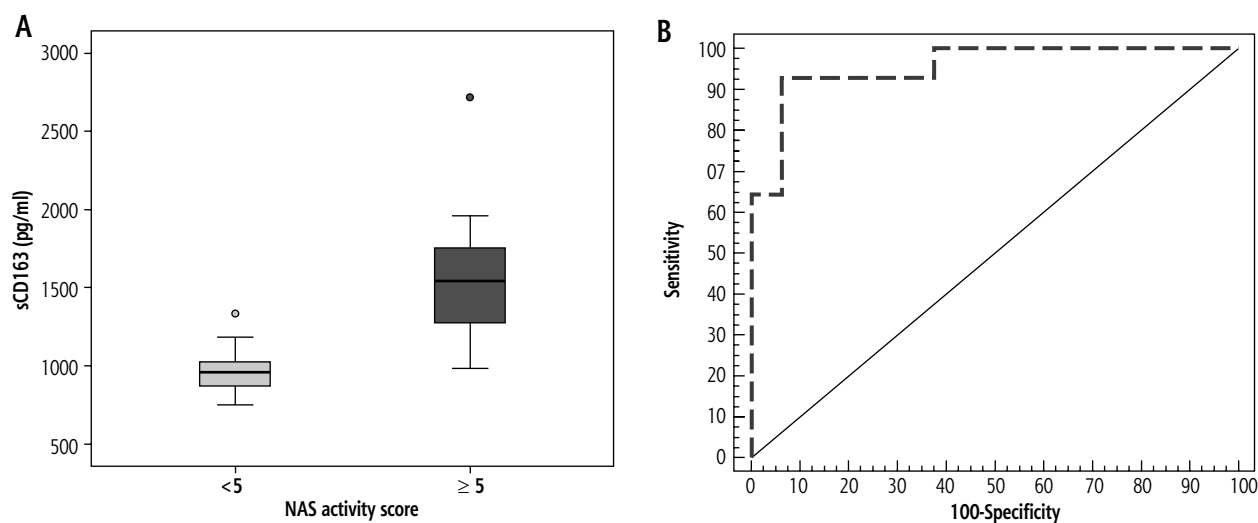 A
3000
2500
2000
1500
1000
500
sCD163 (pg/ml)
<5
≥ 5
NAS activity score
B
100
90
80
07
60
50
40
30
20
10
0
Sensitivity
0 10 20 30 40 50 60 70 80 90 100
100-Specificity